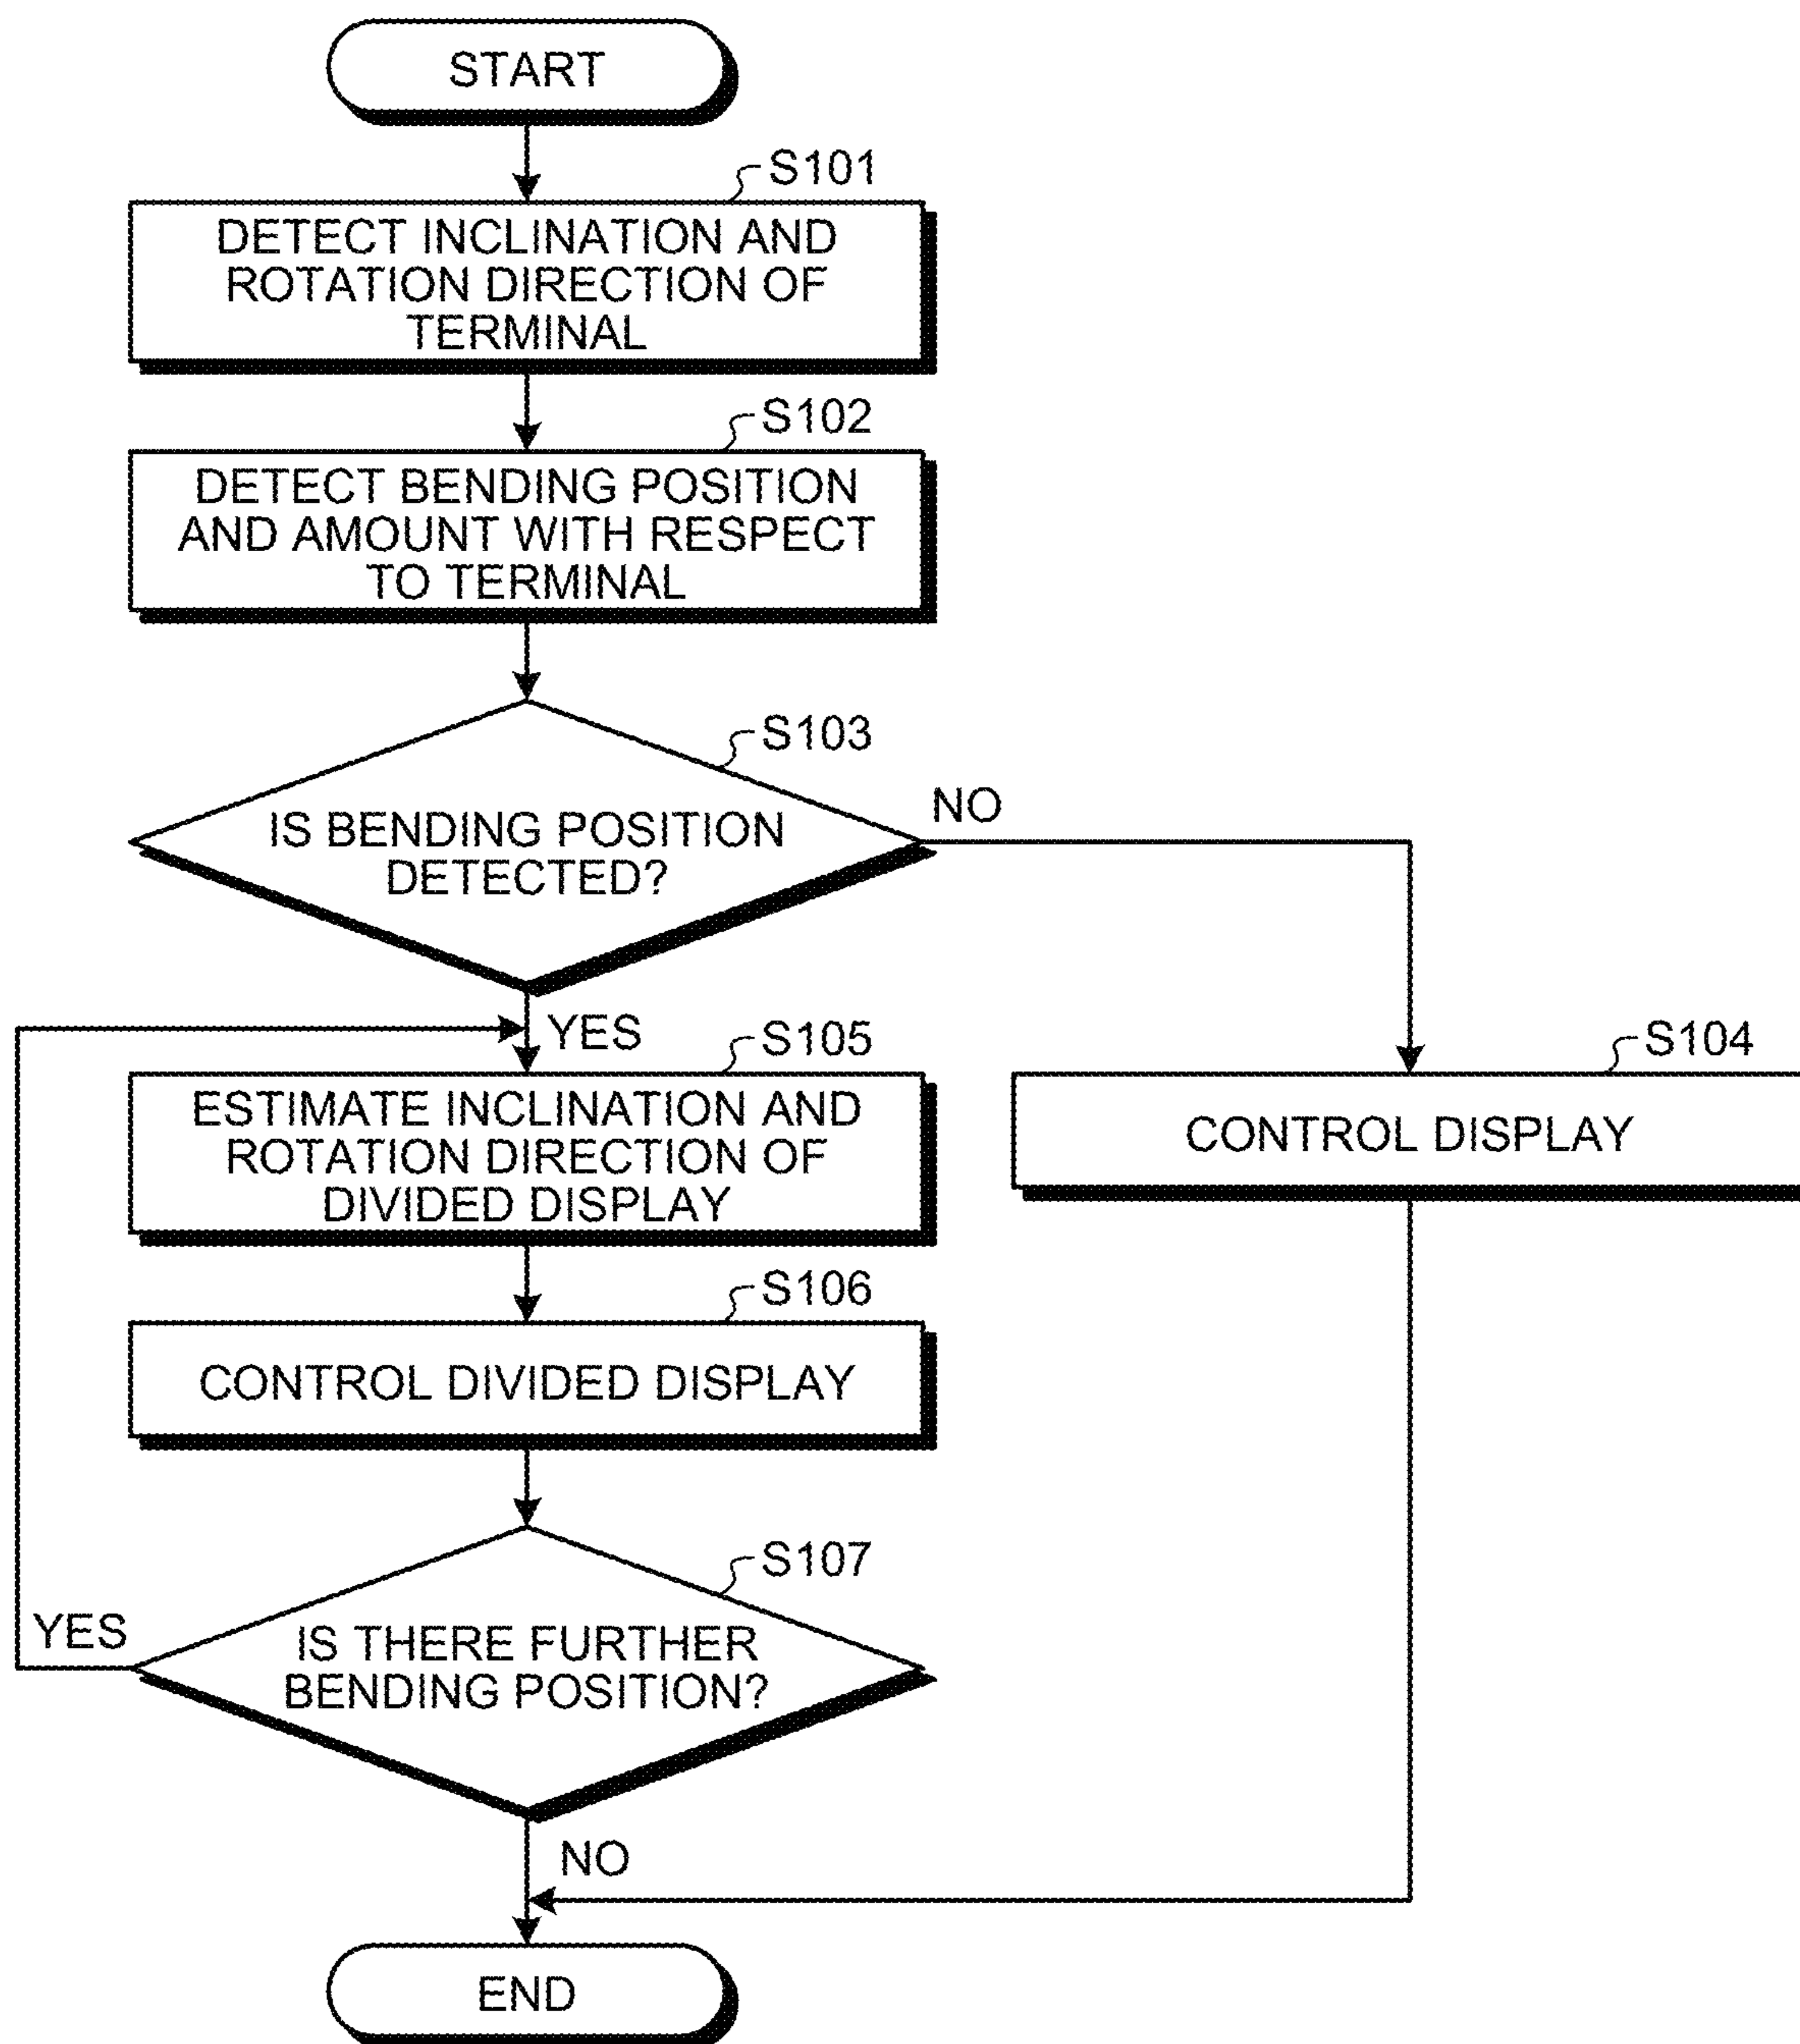 START
S101
DETECT INCLINATION AND
ROTATION DIRECTION OF
TERMINAL
S102
DETECT BENDING POSITION
AND AMOUNT WITH RESPECT
TO TERMINAL
S103
IS BENDING POSITION
DETECTED?
NO
YES
S105
ESTIMATE INCLINATION AND
ROTATION DIRECTION OF
DIVIDED DISPLAY
S104
CONTROL DISPLAY
S106
CONTROL DIVIDED DISPLAY
S107
IS THERE FURTHER
BENDING POSITION?
YES
NO
END